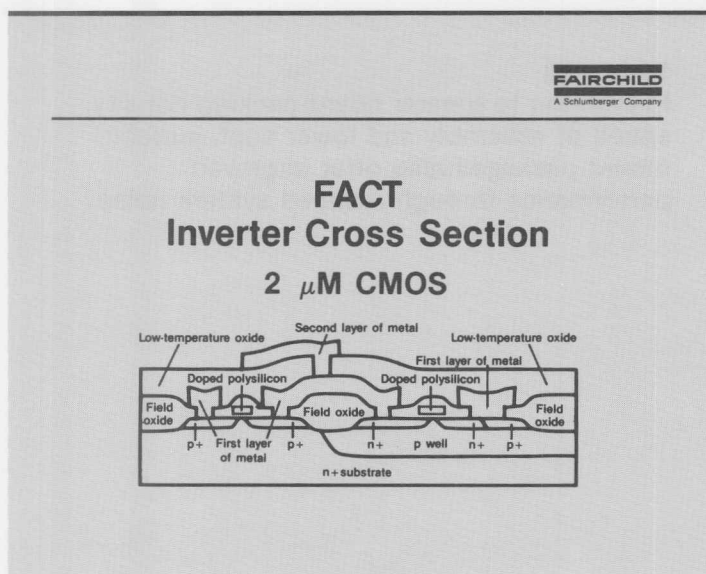 FAIRCHILD
A Schlumberger Company
FACT
Inverter Cross Section
2 μM CMOS
Second layer of metal
Low-temperature oxide
Low-temperature oxide
First layer of metal
Doped polysilicon
Doped polysilicon
Field
oxide
Field oxide
Field
oxide
p+
First layer
of metal
p+
n+
p well
n+
p+
n+substrate